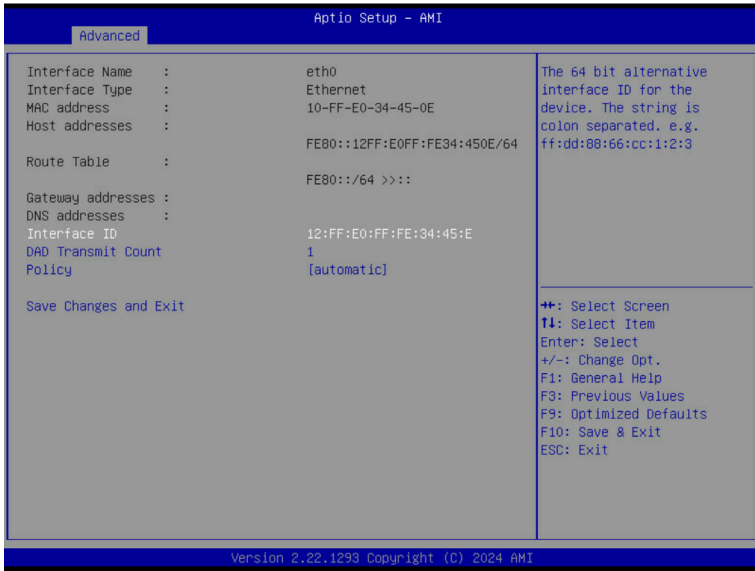 Aptio Setup – AMI
Advanced
Interface Name : eth0
Interface Type : Ethernet
MAC address : 10-FF-E0-34-45-0E
Host addresses :
FE80::12FF:E0FF:FE34:450E/64
Route Table :
FE80::/64 >>::
Gateway addresses :
DNS addresses :
Interface ID 12:FF:E0:FF:FE:34:45:E
DAD Transmit Count 1
Policy [automatic]
Save Changes and Exit
The 64 bit alternative
interface ID for the
device. The string is
colon separated. e.g.
ff:dd:88:66:cc:1:2:3
→←: Select Screen
↑↓: Select Item
Enter: Select
+/-: Change Opt.
F1: General Help
F3: Previous Values
F9: Optimized Defaults
F10: Save & Exit
ESC: Exit
Version 2.22.1293 Copyright (C) 2024 AMI